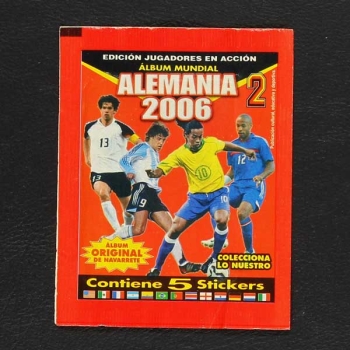 EDICIÓN JUGADORES EN ACCIÓN
ÁLBUM MUNDIAL
ALEMANIA 2
2006
13
9
10
10
12
ÁLBUM
ORIGINAL
DE NAVARRETE
COLECCIONA
LO NUESTRO
Contiene 5 Stickers